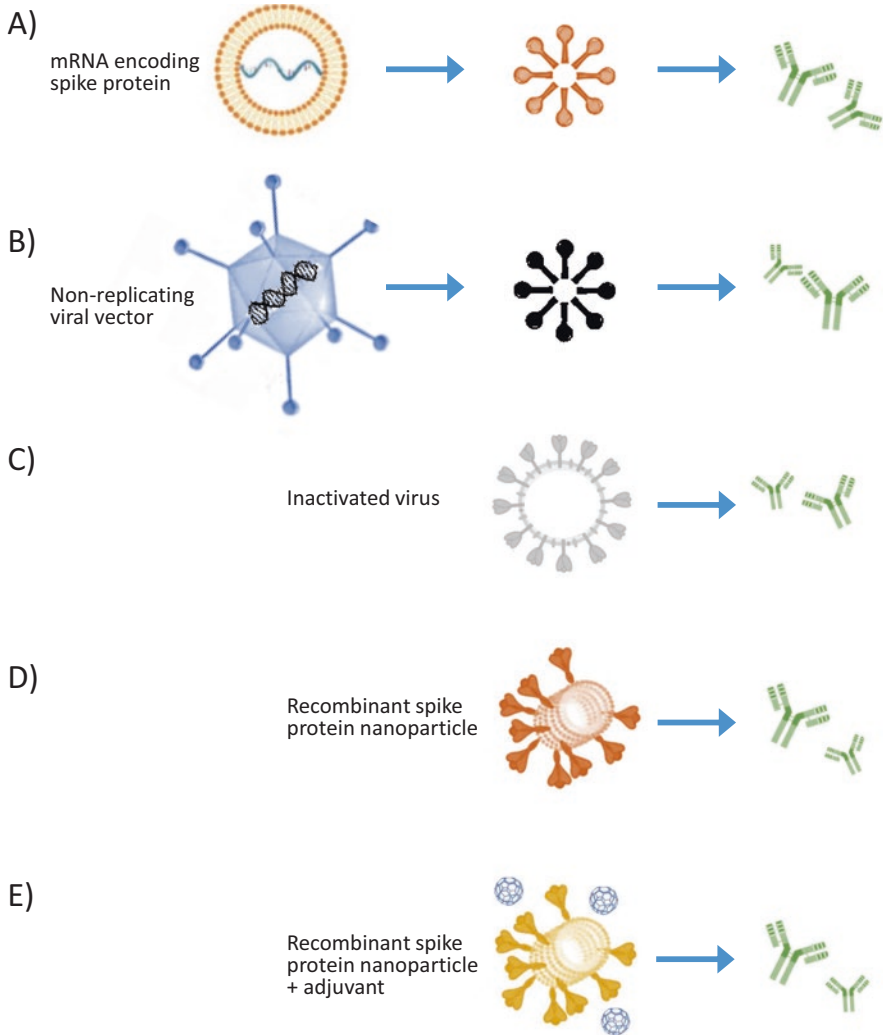 A)
mRNA encoding
spike protein
B)
Non-replicating
viral vector
C)
Inactivated virus
D)
Recombinant spike
protein nanoparticle
E)
Recombinant spike
protein nanoparticle
+ adjuvant